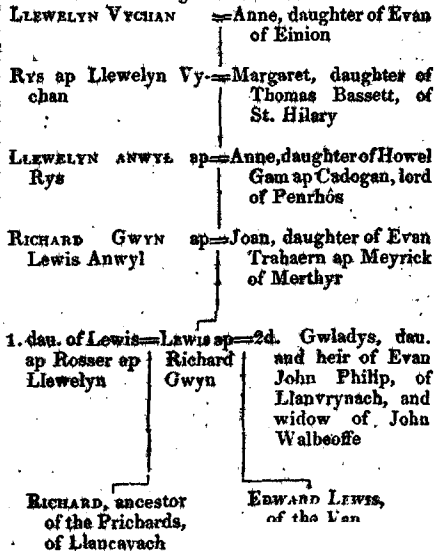 LLEWELYN VYCHAN = Anne, daughter of Evan
of Einion
Rys ap Llewelyn Vy- = Margaret, daughter of
chan Thomas Bassett, of
St. Hilary
LLEWELYN ANWYL ap = Anne, daughter of Howel
Rys Gam ap Cadogan, lord
of Penrhôs
RICHARD GWYN ap = Joan, daughter of Evan
Lewis Anwyl Trahaern ap Meyrick
of Merthyr
1. dau. of Lewis = LEWIS ap = 2d. Gwladys, dau.
ap Rosser ap Richard and heir of Evan
Llewelyn Gwyn John Philip, of
Llanvrynach, and
widow of John
Walbeoffe
RICHARD, ancestor EDWARD LEWIS,
of the Prichards, of the Van
of Llancayach